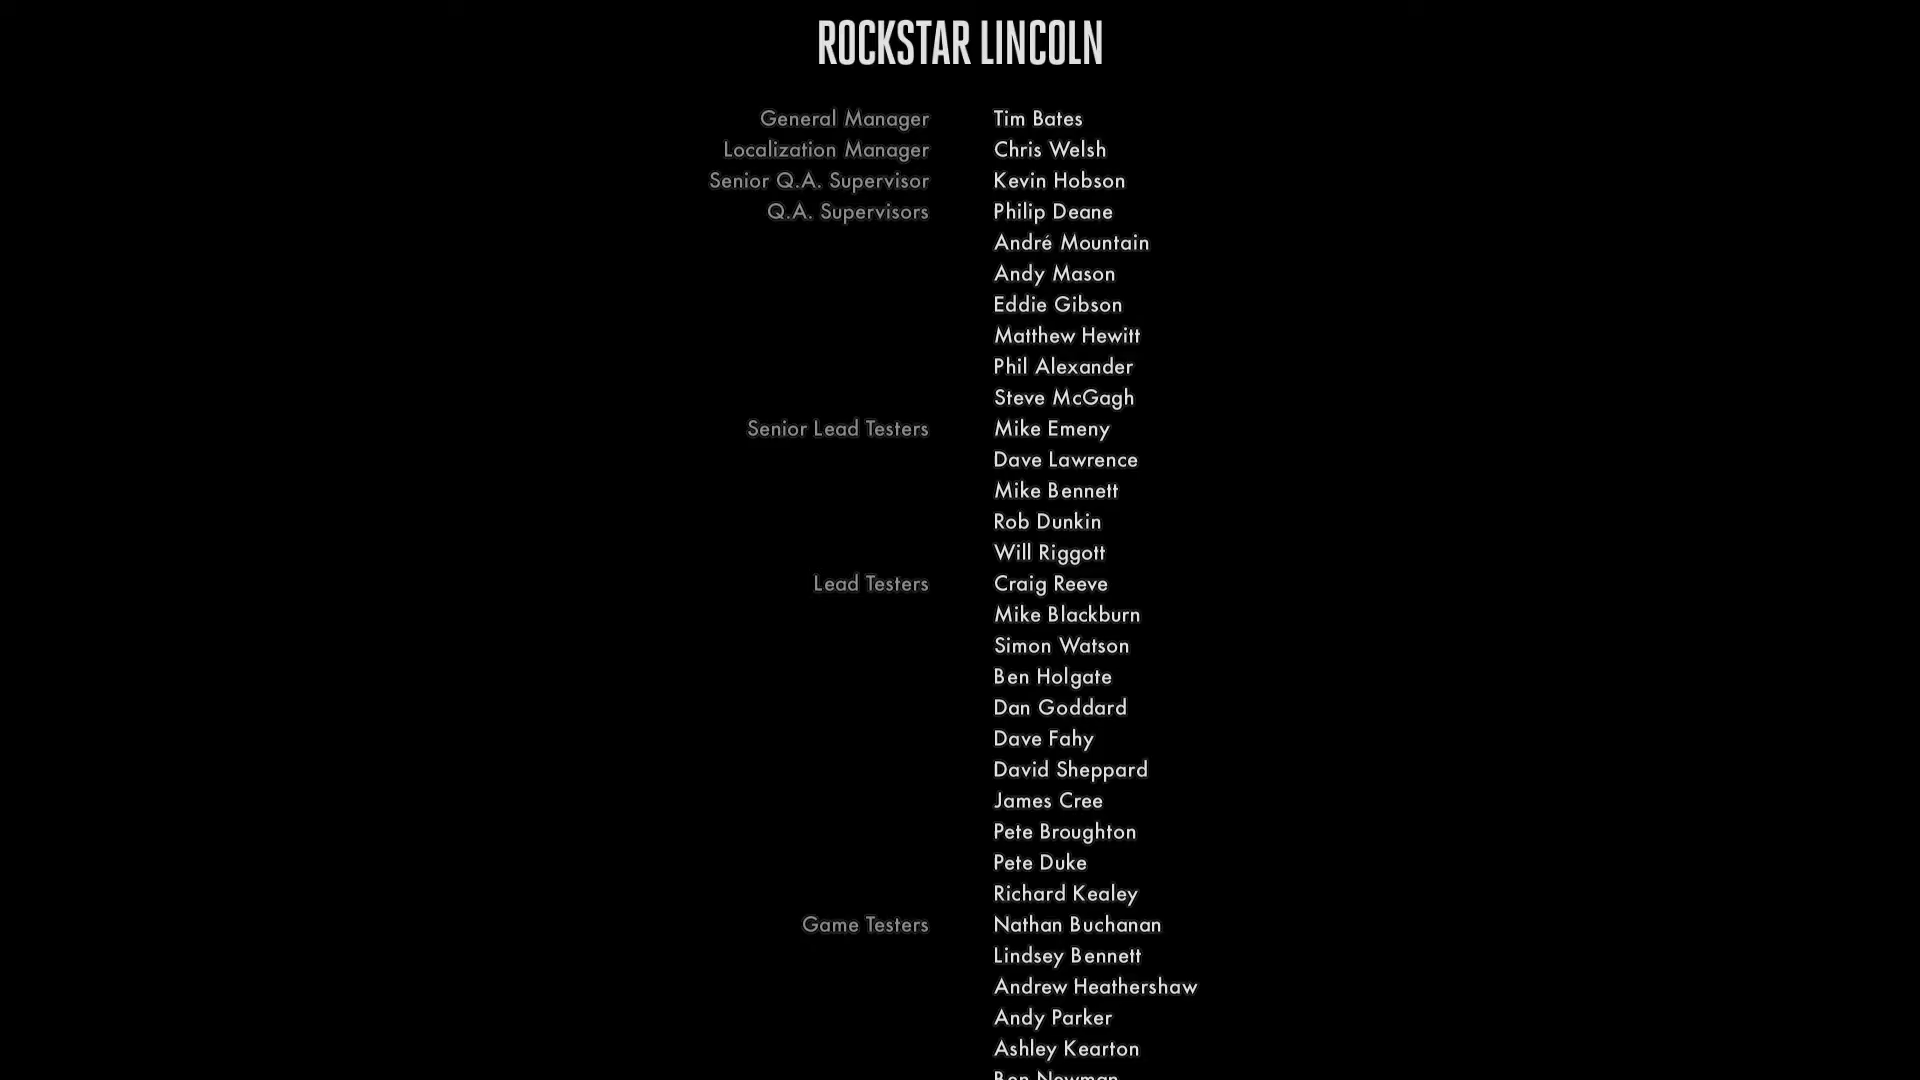 ROCKSTAR LINCOLN
General Manager Tim Bates
Localization Manager Chris Welsh
Senior Q.A. Supervisor Kevin Hobson
Q.A. Supervisors Philip Deane
André Mountain
Andy Mason
Eddie Gibson
Matthew Hewitt
Phil Alexander
Steve McGagh
Senior Lead Testers Mike Emeny
Dave Lawrence
Mike Bennett
Rob Dunkin
Will Riggott
Lead Testers Craig Reeve
Mike Blackburn
Simon Watson
Ben Holgate
Dan Goddard
Dave Fahy
David Sheppard
James Cree
Pete Broughton
Pete Duke
Richard Kealey
Game Testers Nathan Buchanan
Lindsey Bennett
Andrew Heathershaw
Andy Parker
Ashley Kearton
Ben Newman